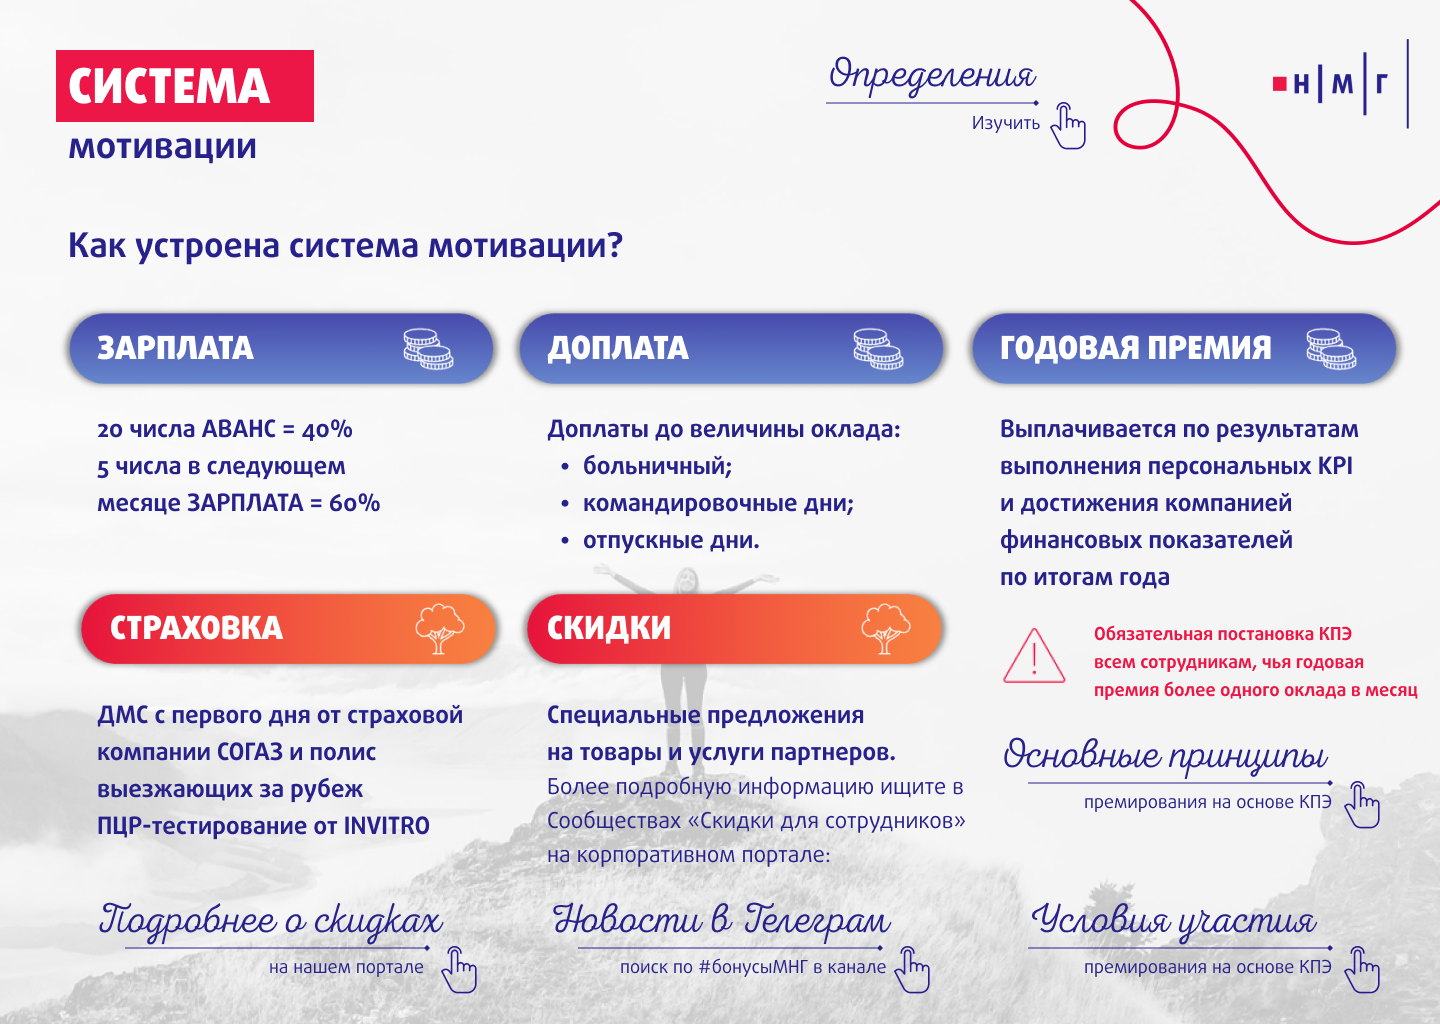 СИСТЕМА
мотивации
Определения
Изучить
Н|М|Г
Как устроена система мотивации?
ЗАРПЛАТА
20 числа АВАНС = 40%
5 числа в следующем
месяце ЗАРПЛАТА = 60%
ДОПЛАТА
Доплаты до величины оклада:
• больничный;
• командировочные дни;
• отпускные дни.
ГОДОВАЯ ПРЕМИЯ
Выплачивается по результатам
выполнения персональных KPI
и достижения компанией
финансовых показателей
по итогам года
Обязательная постановка КПЭ
всем сотрудникам, чья годовая
премия более одного оклада в месяц
СТРАХОВКА
ДМС с первого дня от страховой
компании СОГАЗ и полис
выезжающих за рубеж
ПЦР-тестирование от INVITRO
СКИДКИ
Специальные предложения
на товары и услуги партнеров.
Более подробную информацию ищите в
Сообществах «Скидки для сотрудников»
на корпоративном портале:
Основные принципы
премирования на основе КПЭ
Подробнее о скидках
на нашем портале
Новости в Телеграм
поиск по #бонусыМНГ в канале
Условия участия
премирования на основе КПЭ